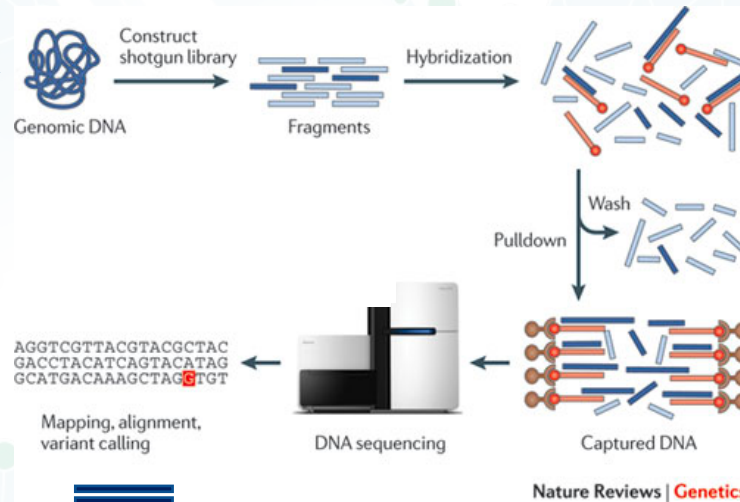 Construct
shotgun library
Hybridization
Genomic DNA
Fragments
Wash
Pulldown
AGGTCGTTACGTACGCTAC
GACCTACATCAGTACATAG
GCATGACAAAGCTAGGTGT
Mapping, alignment,
variant calling
DNA sequencing
Captured DNA
Nature Reviews | Genetics